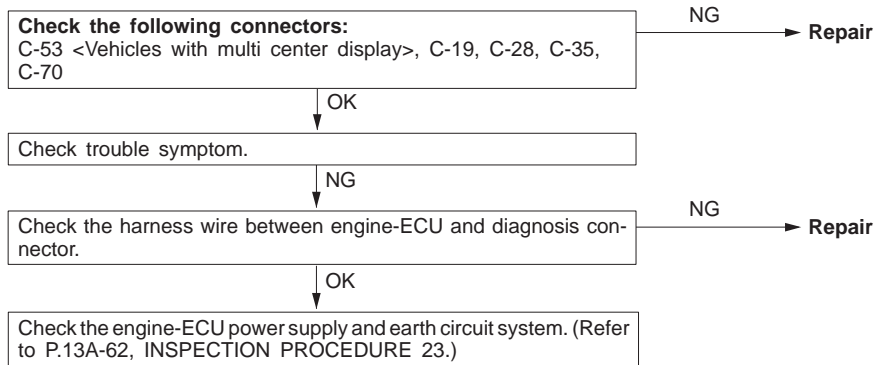 Check the following connectors:
C-53 <Vehicles with multi center display>, C-19, C-28, C-35,
C-70
NG
Repair
OK
Check trouble symptom.
NG
Check the harness wire between engine-ECU and diagnosis con-
nector.
NG
Repair
OK
Check the engine-ECU power supply and earth circuit system. (Refer
to P.13A-62, INSPECTION PROCEDURE 23.)